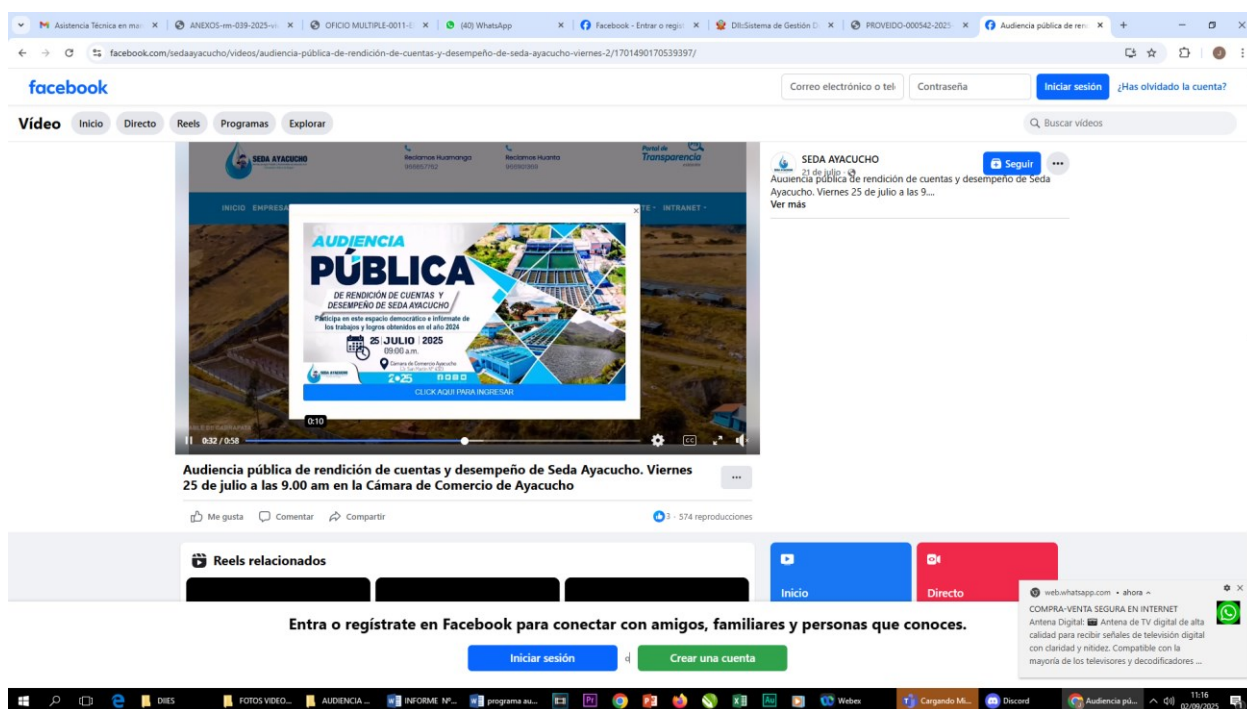 Asistencia Técnica en mar
ANEXOS-rm-039-2025-vi
OFICIO MULTIPLE-0011-
(40) WhatsApp
Facebook - Entrar o regist
DII:Sistema de Gestión D
PROVEIDO-000542-2025
Audiencia pública de ren
facebook.com/sedaayacucho/videos/audiencia-pública-de-rendición-de-cuentas-y-desempeño-de-seda-ayacucho-viernes-2/1701490170539397/
facebook
Correo electrónico o tel
Contraseña
Iniciar sesión
¿Has olvidado la cuenta?
Vídeo
Inicio
Directo
Reels
Programas
Explorar
Buscar vídeos
SEDA AYACUCHO
Reclamos Huamanga
Reclamos Huanta
Portal de
Transparencia
INICIO EMPRESA
TE INTRANET
AUDIENCIA
PÚBLICA
DE RENDICIÓN DE CUENTAS Y
DESEMPEÑO DE SEDA AYACUCHO
Participa en este espacio democrático e infórmate de
los trabajos y logros obtenidos en el año 2024
25 JULIO 2025
09:00 a.m.
Cámara de Comercio Ayacucho
SEDA AYACUCHO
2025
CLICK AQUI PARA INGRESAR
0:10
0:32 / 0:58
SEDA AYACUCHO
21 de julio
Seguir
Audiencia pública de rendición de cuentas y desempeño de Seda
Ayacucho. Viernes 25 de julio a las 9....
Ver más
Audiencia pública de rendición de cuentas y desempeño de Seda Ayacucho. Viernes
25 de julio a las 9.00 am en la Cámara de Comercio de Ayacucho
Me gusta
Comentar
Compartir
3 · 574 reproducciones
Reels relacionados
Inicio
Directo
web.whatsapp.com • ahora
COMPRA-VENTA SEGURA EN INTERNET
Antena Digital: Antena de TV digital de alta
calidad para recibir señales de televisión digital
con claridad y nitidez. Compatible con la
mayoría de los televisores y decodificadores ...
Entra o regístrate en Facebook para conectar con amigos, familiares y personas que conoces.
Iniciar sesión
Crear una cuenta
DIIES
FOTOS VIDEO...
AUDIENCIA ...
INFORME Nº...
programa au...
Webex
Cargando Mi...
Discord
Audiencia pú...
11:16
02/09/2025